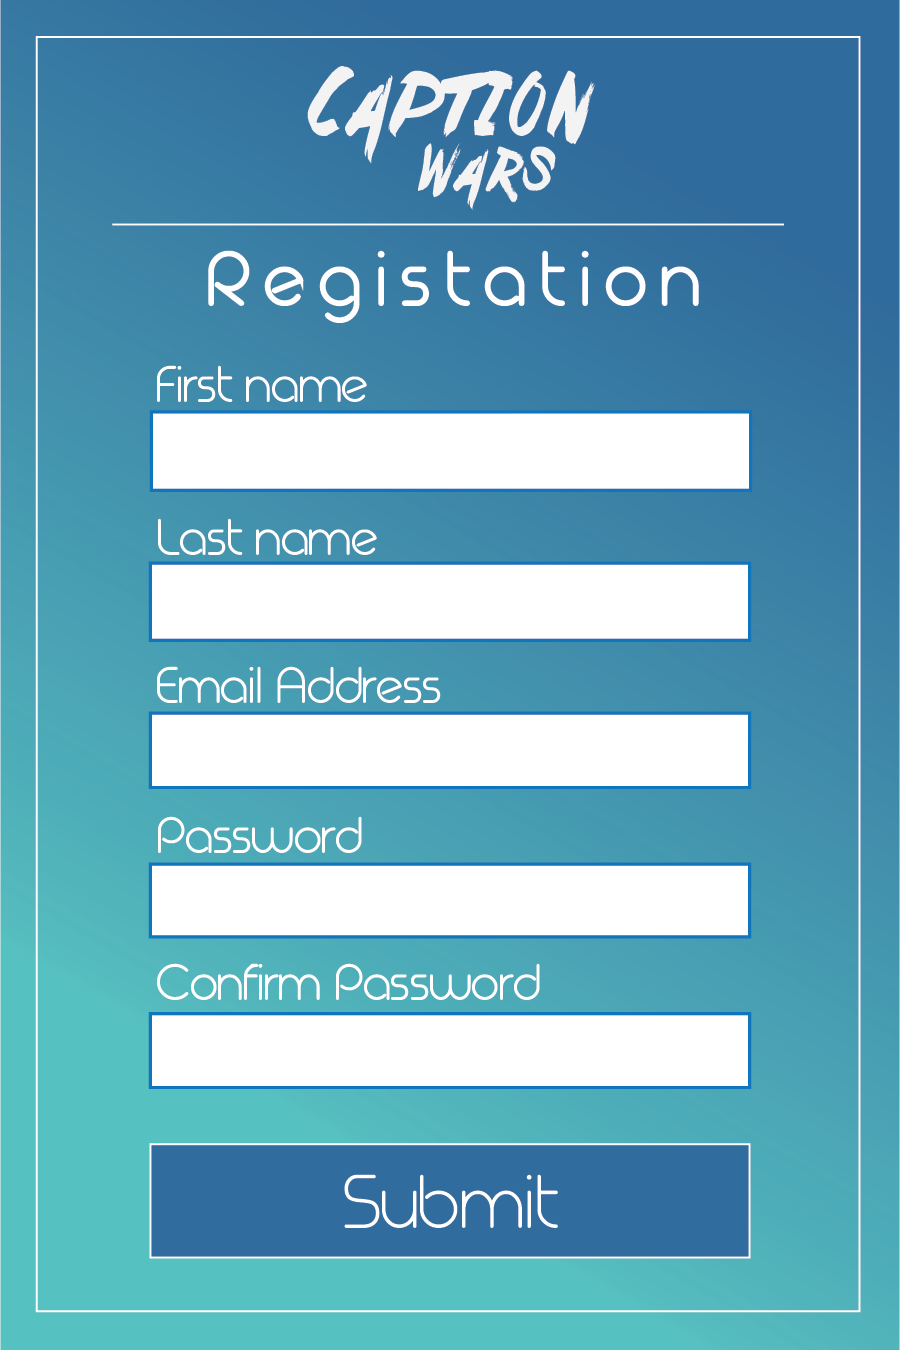 CAPTION
WARS
Registation
First name
Last name
Email Address
Password
Confirm Password
Submit